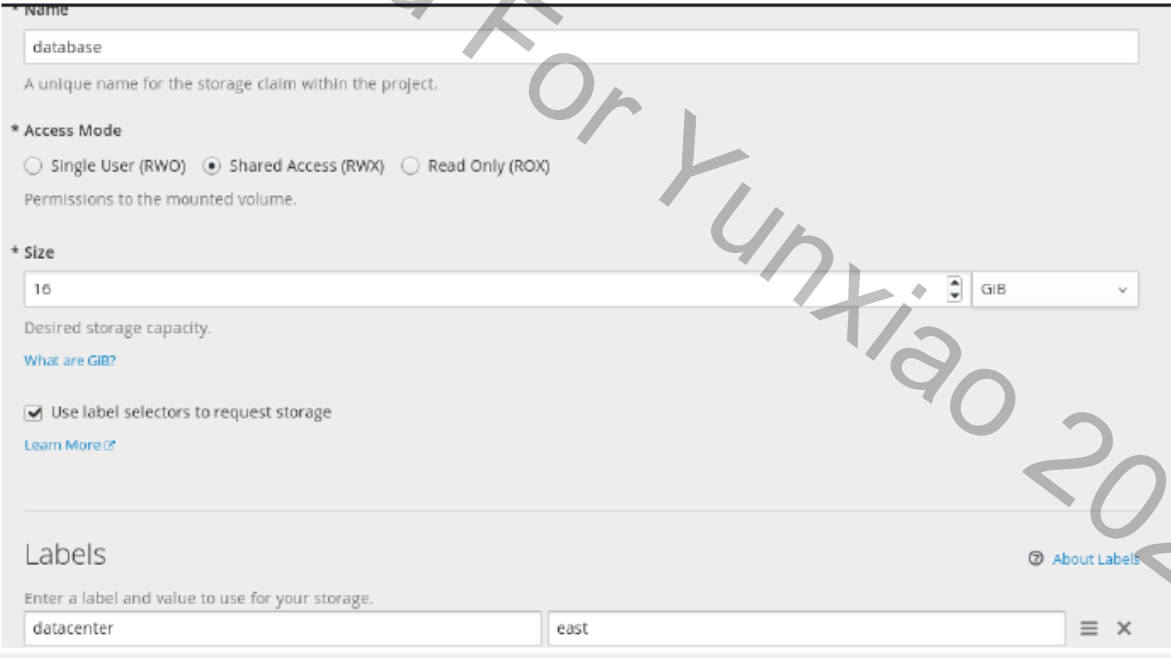 * Name
database
A unique name for the storage claim within the project.
* Access Mode
Single User (RWO) Shared Access (RWX) Read Only (ROX)
Permissions to the mounted volume.
* Size
16 GiB
Desired storage capacity.
What are GiB?
Use label selectors to request storage
Learn More
Labels
About Labels
Enter a label and value to use for your storage.
datacenter east
For Yunxiao